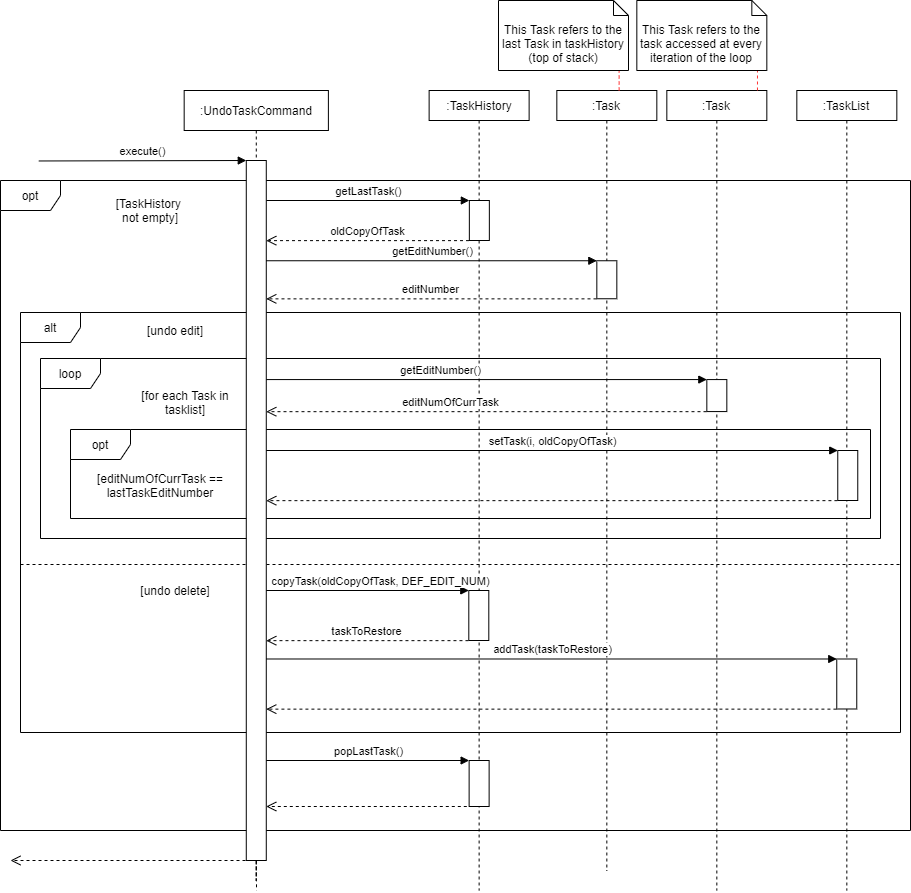 This Task refers to the
last Task in taskHistory
(top of stack)
This Task refers to the
task accessed at every
iteration of the loop
:UndoTaskCommand
:TaskHistory
:Task
:Task
:TaskList
execute()
opt
[TaskHistory
not empty]
getLastTask()
oldCopyOfTask
getEditNumber()
editNumber
alt
[undo edit]
loop
[for each Task in
tasklist]
getEditNumber()
editNumOfCurrTask
opt
[editNumOfCurrTask ==
lastTaskEditNumber
setTask(i, oldCopyOfTask)
[undo delete]
copyTask(oldCopyOfTask, DEF_EDIT_NUM)
taskToRestore
addTask(taskToRestore)
popLastTask()